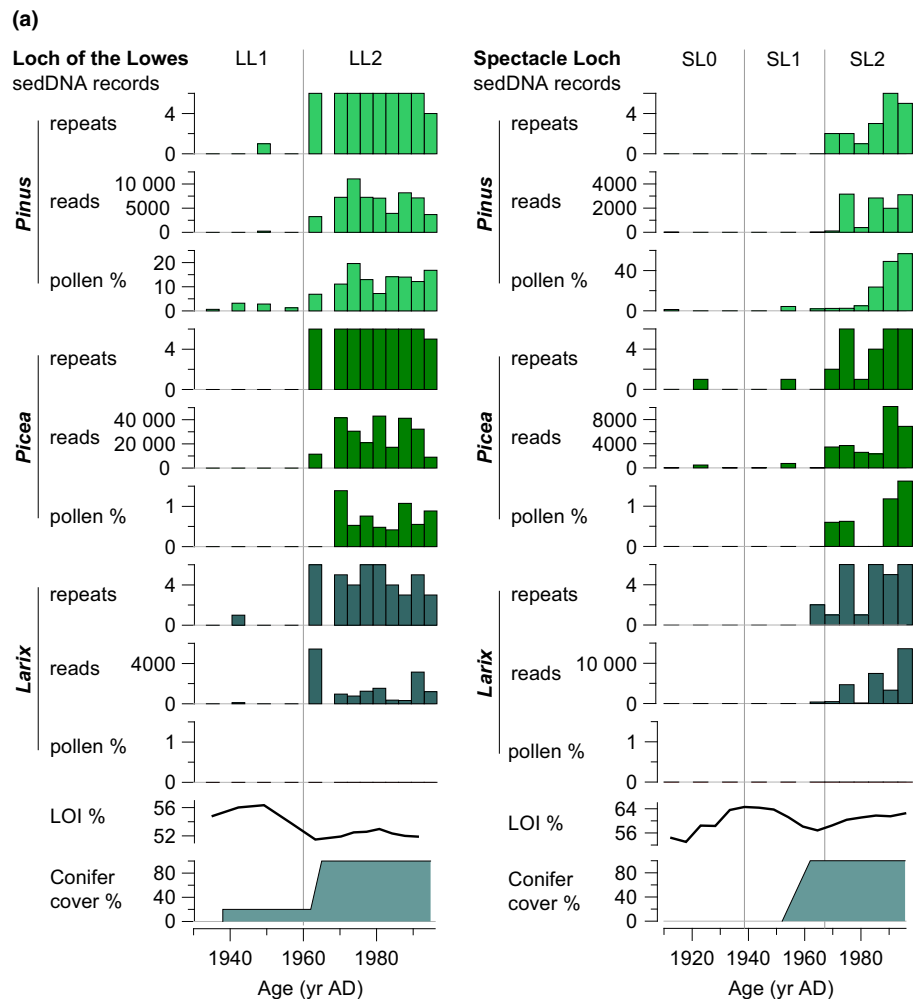 (a)
Loch of the Lowes LL1 LL2
sedDNA records
Pinus
repeats
4
0
reads
10 000
5000
0
pollen %
20
10
0
Picea
repeats
4
0
reads
40 000
20 000
0
pollen %
1
0
Larix
repeats
4
0
reads
4000
0
pollen %
1
0
LOI %
56
52
Conifer
cover %
80
40
0
1940 1960 1980
Age (yr AD)
Spectacle Loch SL0 SL1 SL2
sedDNA records
Pinus
repeats
4
0
reads
4000
2000
0
pollen %
40
0
Picea
repeats
4
0
reads
8000
4000
0
pollen %
1
0
Larix
repeats
4
0
reads
10 000
0
pollen %
1
0
LOI %
64
56
Conifer
cover %
80
40
0
1920 1940 1960 1980
Age (yr AD)